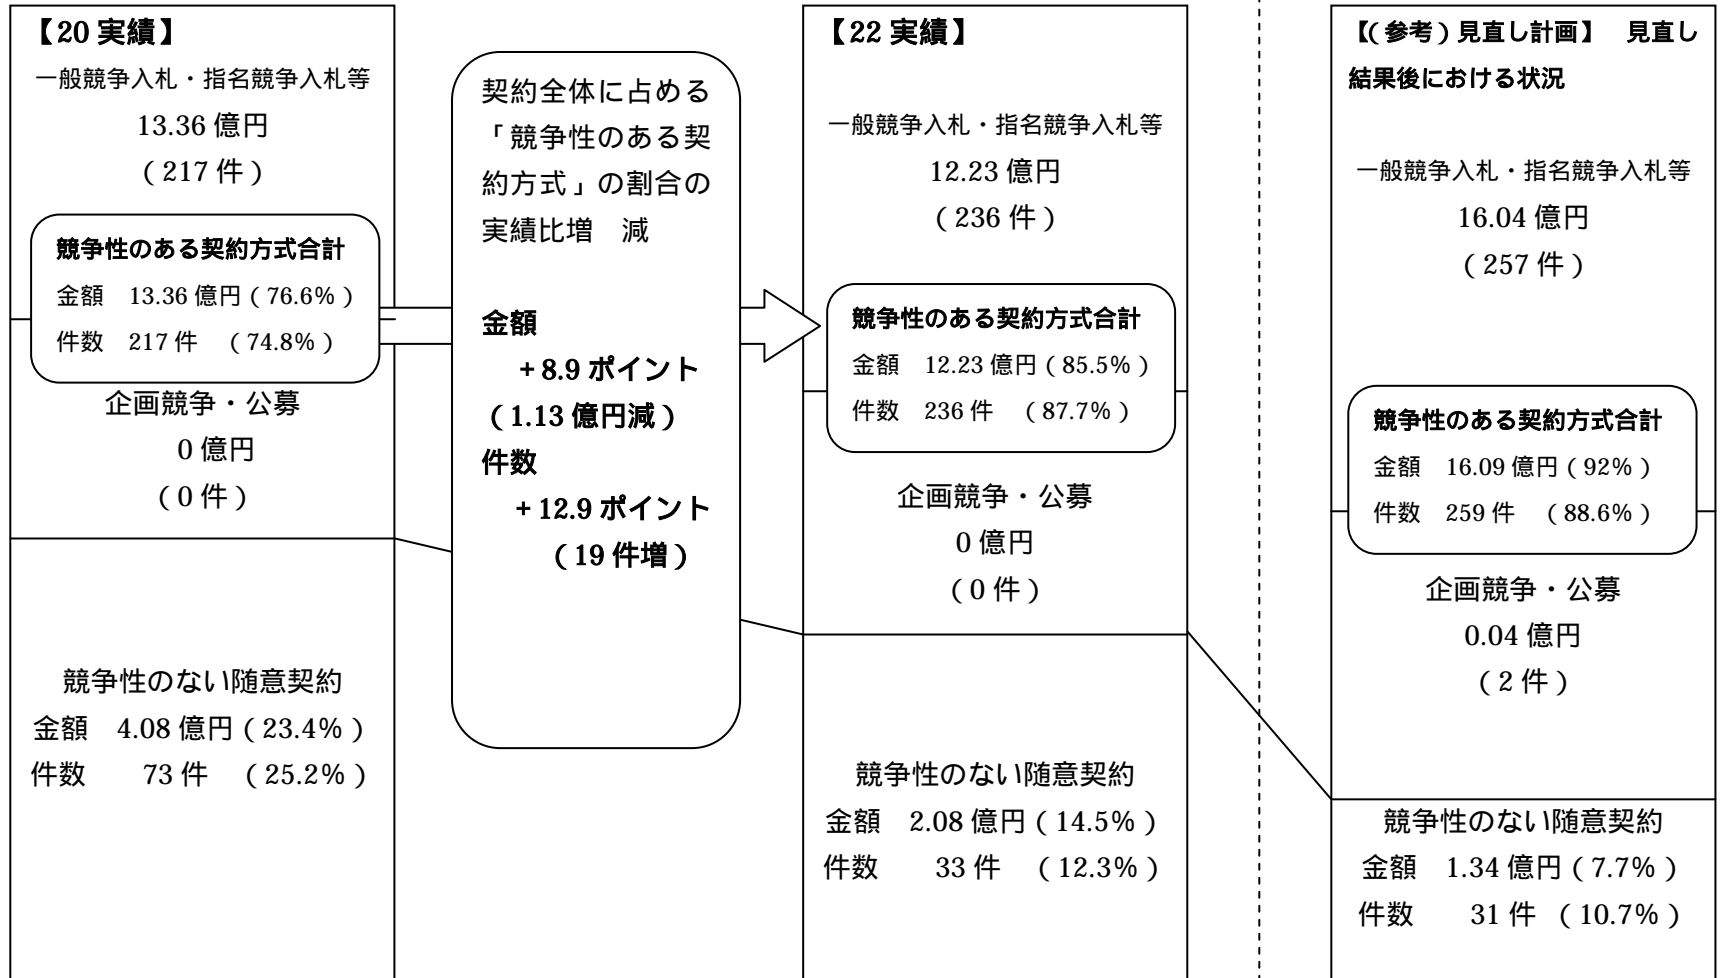 【20 実績】
一般競争入札・指名競争入札等
13.36 億円
(217 件)
競争性のある契約方式合計
金額 13.36 億円(76.6%)
件数 217 件 (74.8%)
企画競争・公募
0 億円
(0 件)
競争性のない随意契約
金額 4.08 億円(23.4%)
件数 73 件 (25.2%)
契約全体に占める
「競争性のある契
約方式」の割合の
実績比増 減
金額
+8.9 ポイント
(1.13 億円減)
件数
+12.9 ポイント
(19 件増)
【22 実績】
一般競争入札・指名競争入札等
12.23 億円
(236 件)
競争性のある契約方式合計
金額 12.23 億円(85.5%)
件数 236 件 (87.7%)
企画競争・公募
0 億円
(0 件)
競争性のない随意契約
金額 2.08 億円(14.5%)
件数 33 件 (12.3%)
【(参考)見直し計画】 見直し
結果後における状況
一般競争入札・指名競争入札等
16.04 億円
(257 件)
競争性のある契約方式合計
金額 16.09 億円(92%)
件数 259 件 (88.6%)
企画競争・公募
0.04 億円
(2 件)
競争性のない随意契約
金額 1.34 億円(7.7%)
件数 31 件 (10.7%)